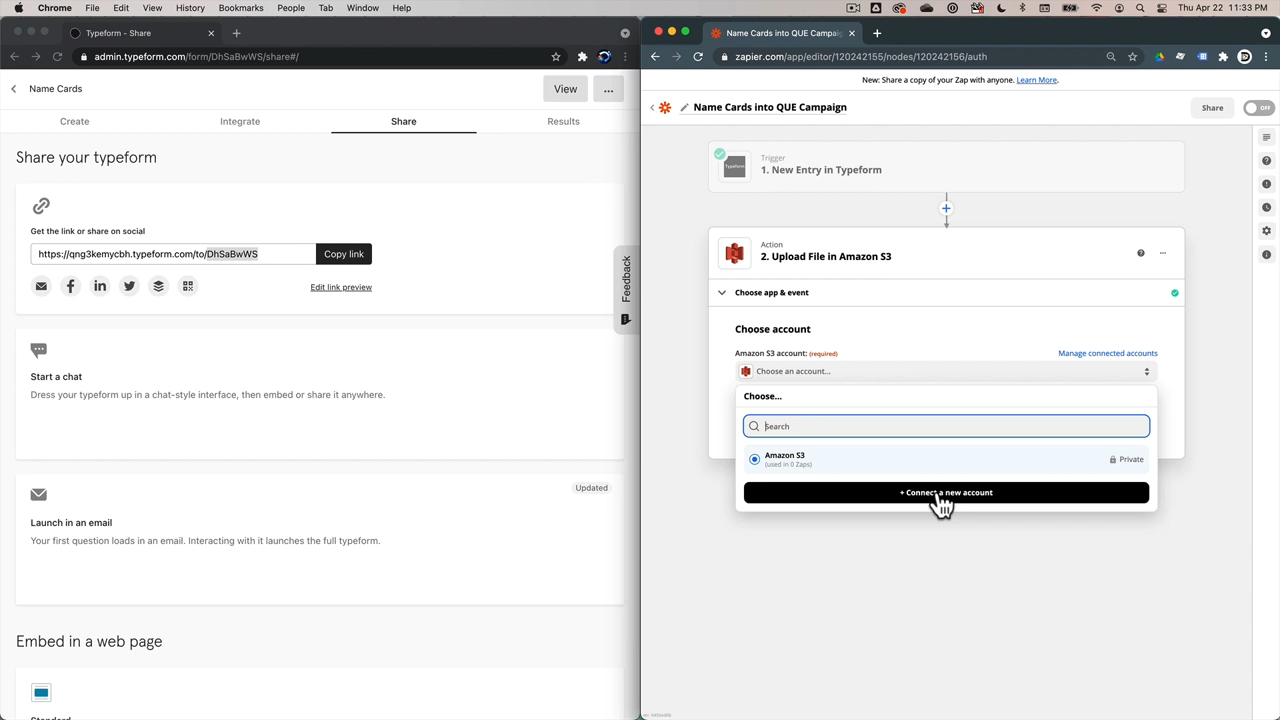 Chrome File Edit View History Bookmarks People Tab Window Help
Thu Apr 22 11:33 PM
Typeform - Share
admin.typeform.com/form/DhSaBwWS/share#/
Name Cards
View
...
Create
Integrate
Share
Results
Share your typeform
Get the link or share on social
https://qng3kemycbh.typeform.com/to/DhSaBwWS
Copy link
Edit link preview
Feedback
Start a chat
Dress your typeform up in a chat-style interface, then embed or share it anywhere.
Updated
Launch in an email
Your first question loads in an email. Interacting with it launches the full typeform.
Embed in a web page
Standard
Name Cards into QUE Campaig
zapier.com/app/editor/120242155/nodes/120242156/auth
New: Share a copy of your Zap with anyone. Learn More.
Name Cards into QUE Campaign
Share
OFF
Trigger
1. New Entry in Typeform
Typeform
Action
2. Upload File in Amazon S3
Choose app & event
Choose account
Amazon S3 account: (required)
Manage connected accounts
Choose an account...
Choose...
Search
Amazon S3
(used in 0 Zaps)
Private
+ Connect a new account